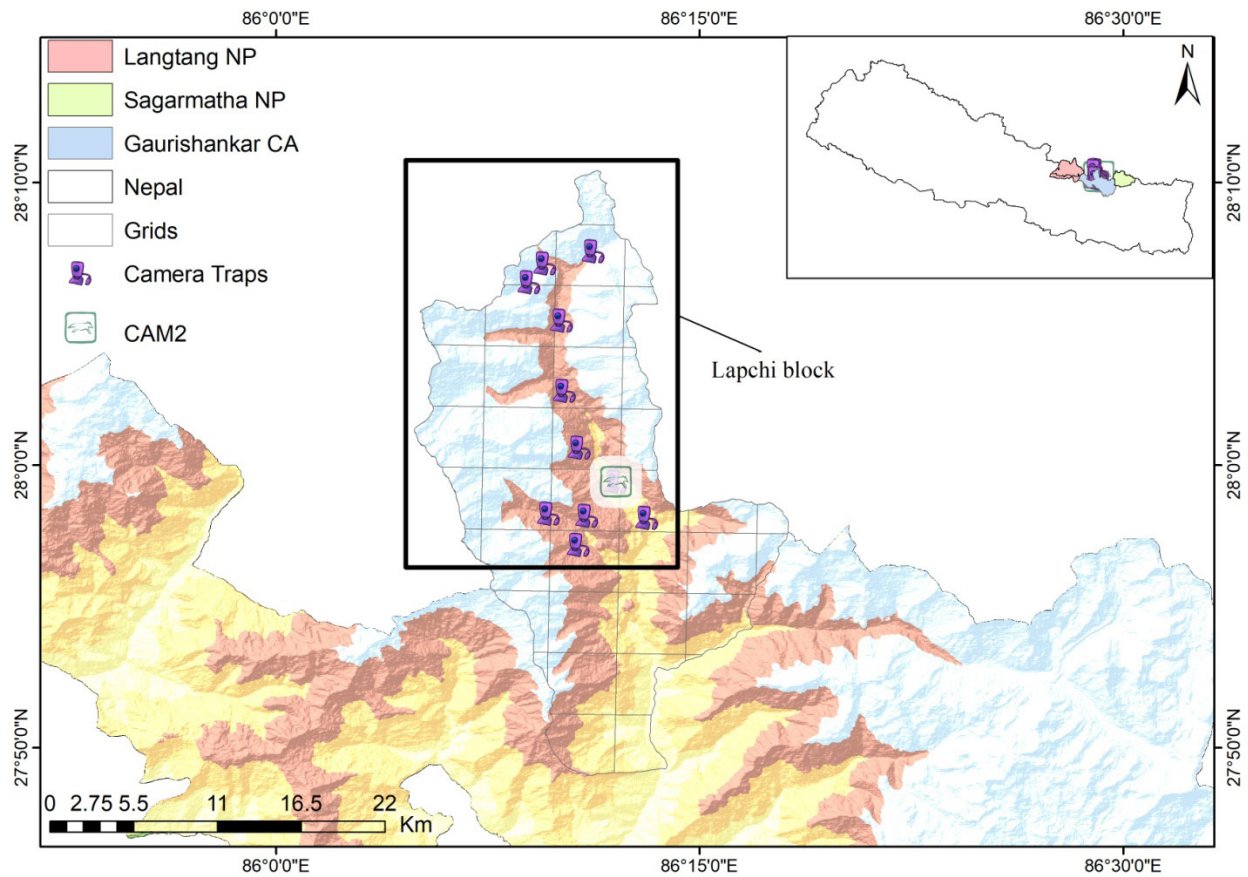 86°0'0"E
86°15'0"E
86°30'0"E
Langtang NP
Sagarmatha NP
Gaurishankar CA
Nepal
Grids
Camera Traps
CAM2
N
28°10'0"N
28°10'0"N
Lapchi block
28°0'0"N
28°0'0"N
27°50'0"N
27°50'0"N
0 2.75 5.5 11 16.5 22
Km
86°0'0"E
86°15'0"E
86°30'0"E